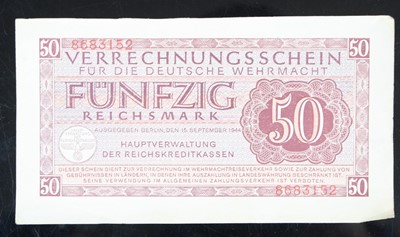 50 8683152 50
VERRECHNUNGSSCHEIN
FÜR DIE DEUTSCHE WEHRMACHT
FÜNFZIG
REICHSMARK
50
AUSGEGEBEN BERLIN, DEN 15. SEPTEMBER 1944
HAUPTVERWALTUNG
DER REICHSKREDITKASSEN
DIESER SCHEIN DIENT ZUR VERRECHNUNG IM WEHRMACHTREISEVERKEHR SOWIE ZUR ZAHLUNG VON
GEBÜHRNISSEN IN LÄNDERN, IN DENEN IHRE AUSZAHLUNG IN LANDESWÄHRUNG BESCHRÄNKT IST.
SEINE VERWENDUNG IM ALLGEMEINEN ZAHLUNGSVERKEHR IST VERBOTEN.
8683152
50 50